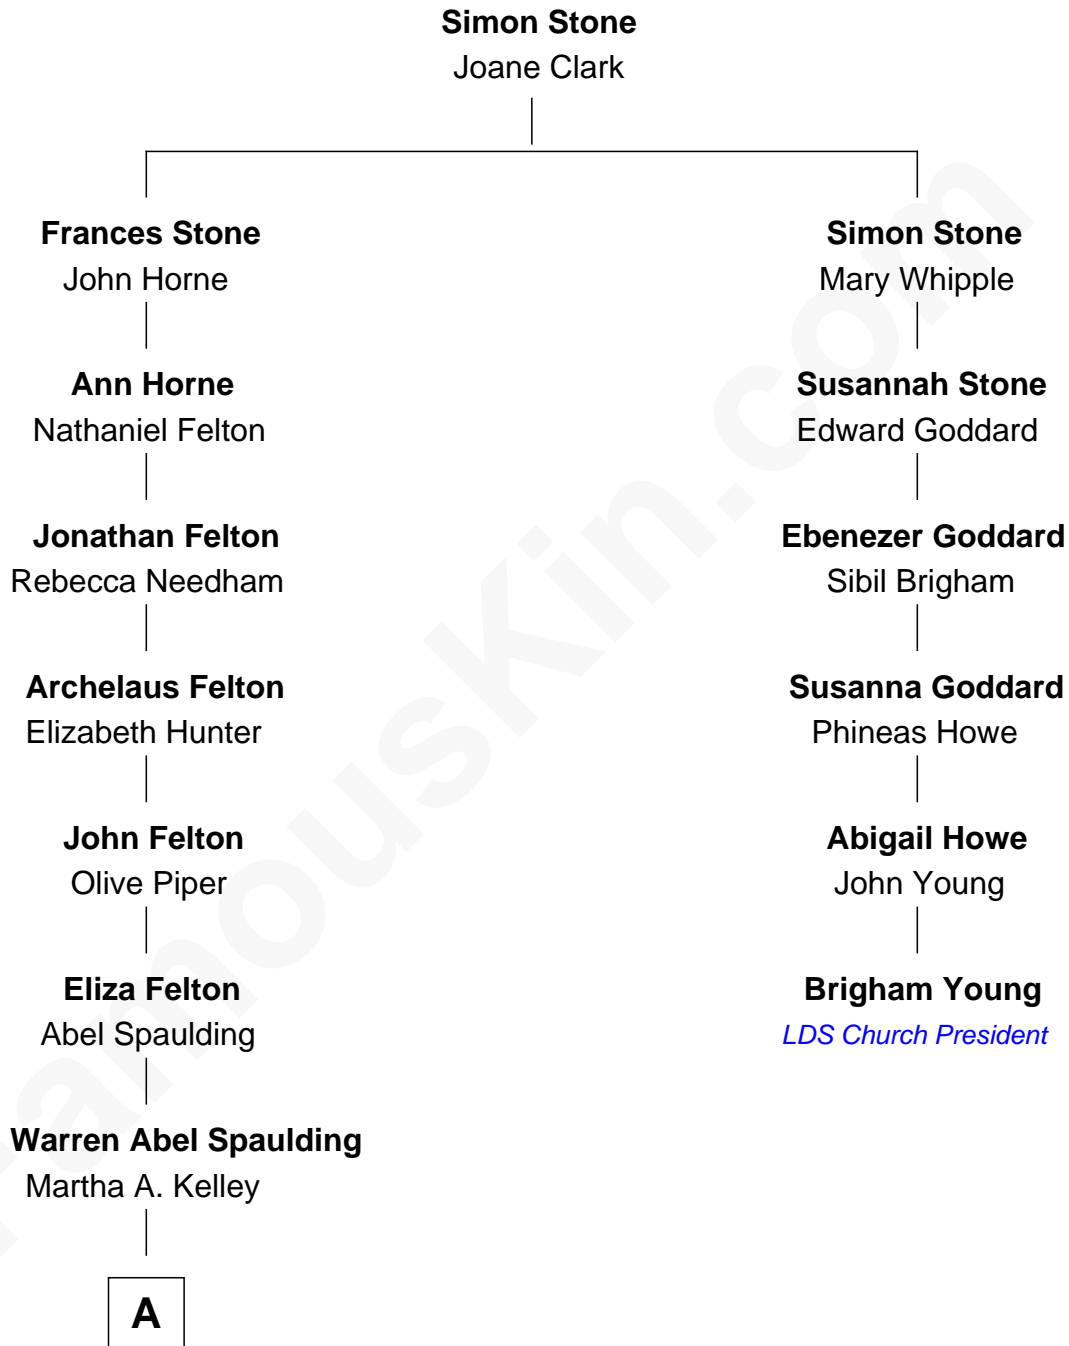 Simon Stone
Joane Clark
Frances Stone
John Horne
Simon Stone
Mary Whipple
Ann Horne
Nathaniel Felton
Susannah Stone
Edward Goddard
Jonathan Felton
Rebecca Needham
Ebenezer Goddard
Sibil Brigham
Archelaus Felton
Elizabeth Hunter
Susanna Goddard
Phineas Howe
John Felton
Olive Piper
Abigail Howe
John Young
Eliza Felton
Abel Spaulding
Brigham Young
LDS Church President
Warren Abel Spaulding
Martha A. Kelley
A
FamousKin.com